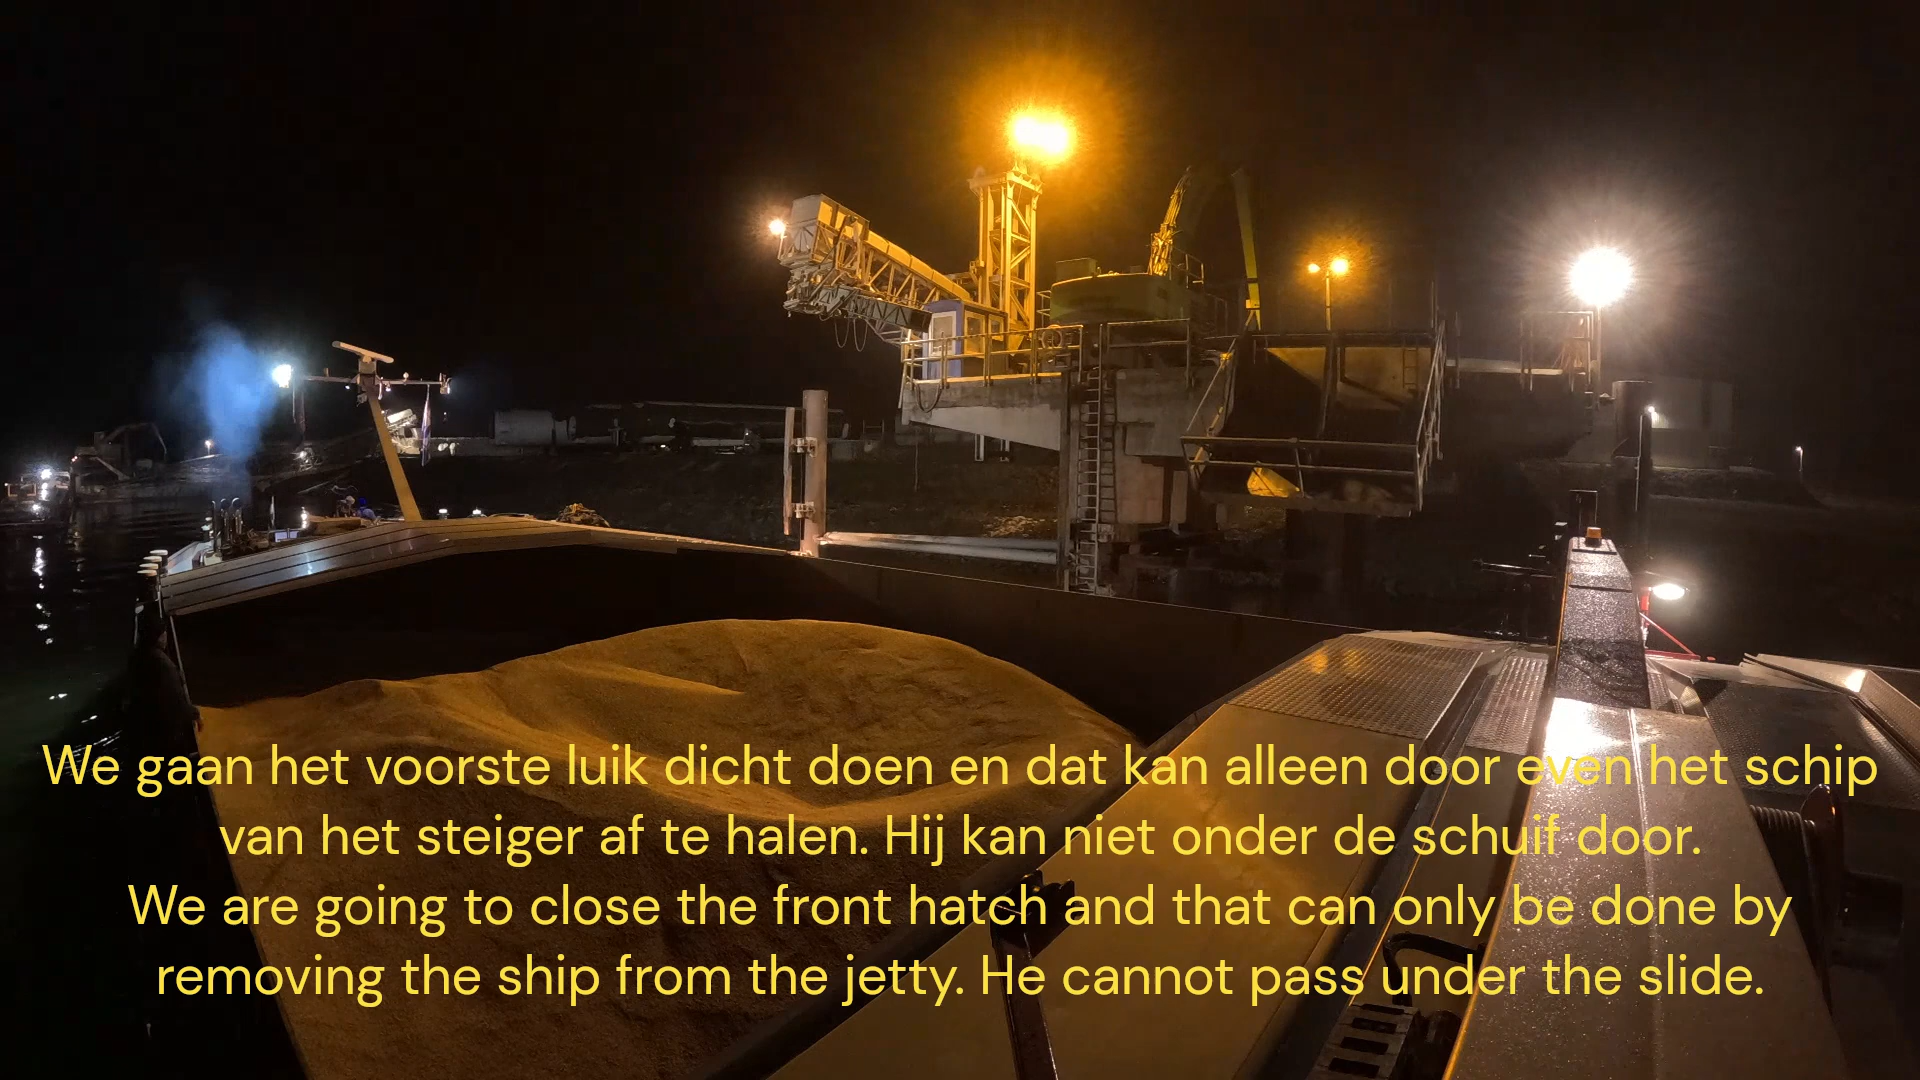 We gaan het voorste luik dicht doen en dat kan alleen door even het schip
van het steiger af te halen. Hij kan niet onder de schuif door.
We are going to close the front hatch and that can only be done by
removing the ship from the jetty. He cannot pass under the slide.